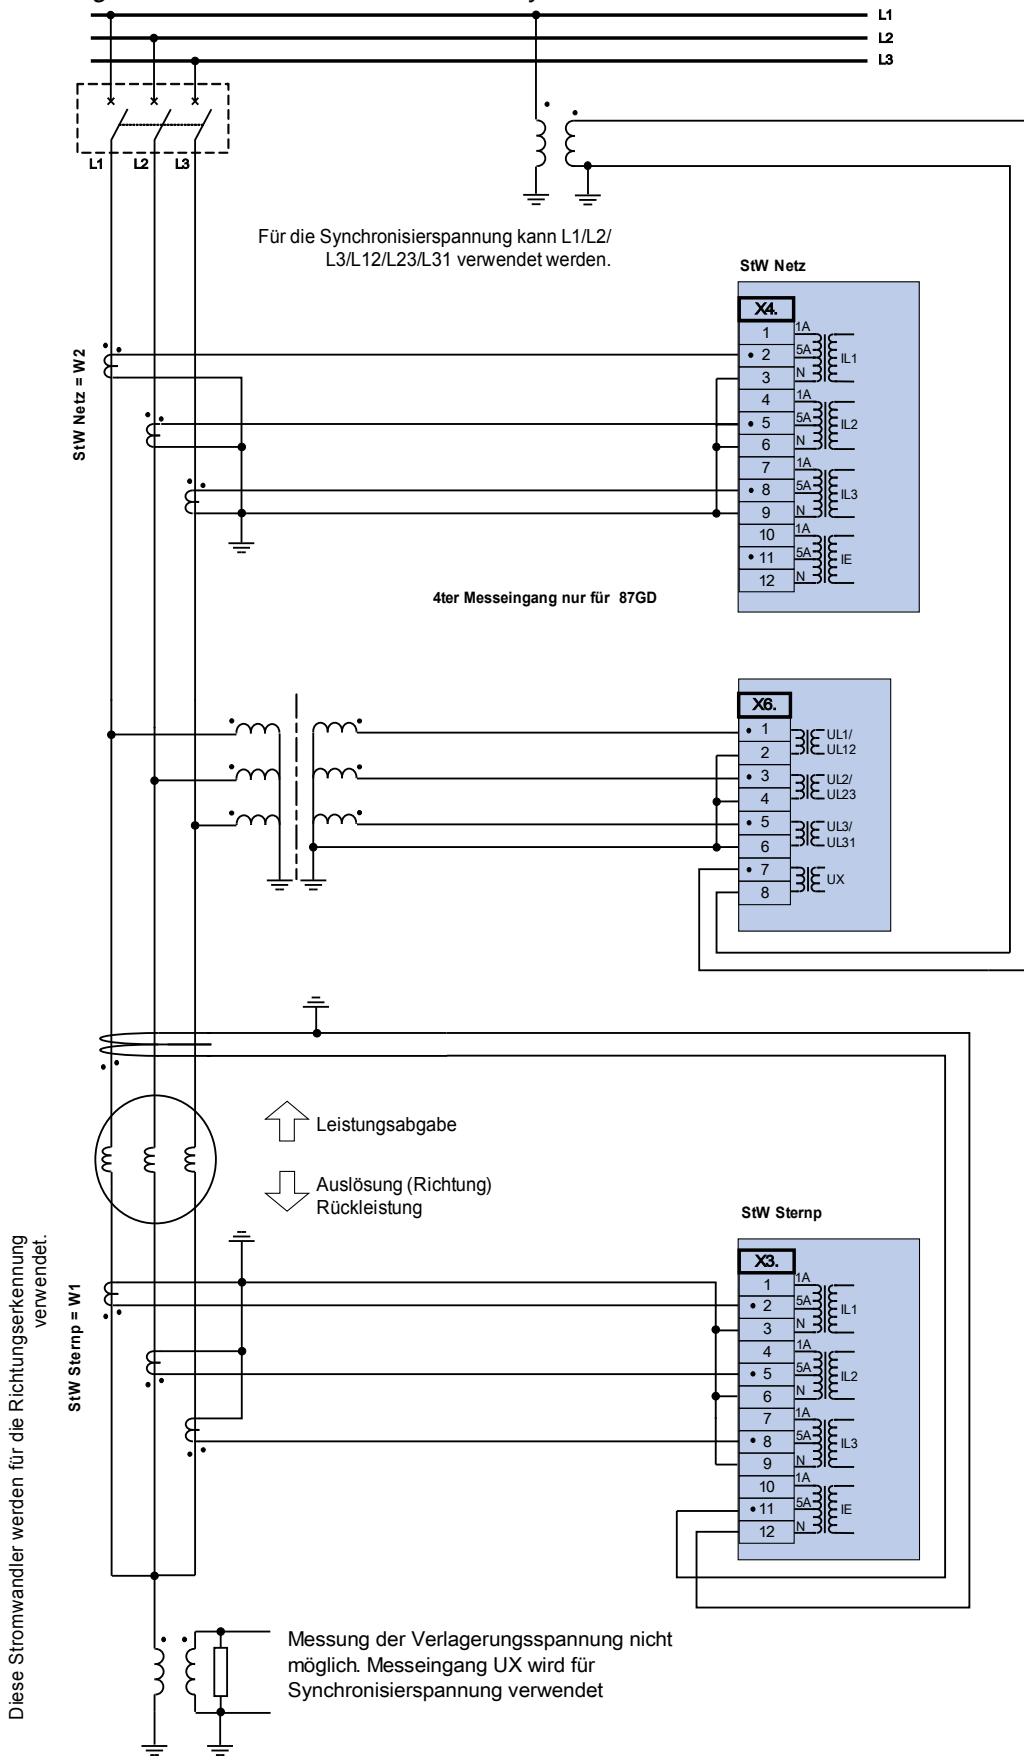 L1
L2
L3
L1 L2 L3
Für die Synchronisierspannung kann L1/L2/
L3/L12/L23/L31 verwendet werden.
StW Netz = W2
StW Netz
X4.
1 1A
2 5A IL1
3 N
4 1A
5 5A IL2
6 N
7 1A
8 5A IL3
9 N
10 1A
11 5A IE
12 N
4ter Messeingang nur für 87GD
X6.
1 UL1/
2 UL12
3 UL2/
4 UL23
5 UL3/
6 UL31
7 UX
8
Leistungsabgabe
Auslösung (Richtung)
Rückleistung
Diese Stromwandler werden für die Richtungserkennung
verwendet.
StW Sternp = W1
StW Sternp
X3.
1 1A
2 5A IL1
3 N
4 1A
5 5A IL2
6 N
7 1A
8 5A IL3
9 N
10 1A
11 5A IE
12 N
Messung der Verlagerungsspannung nicht
möglich. Messeingang UX wird für
Synchronisierspannung verwendet